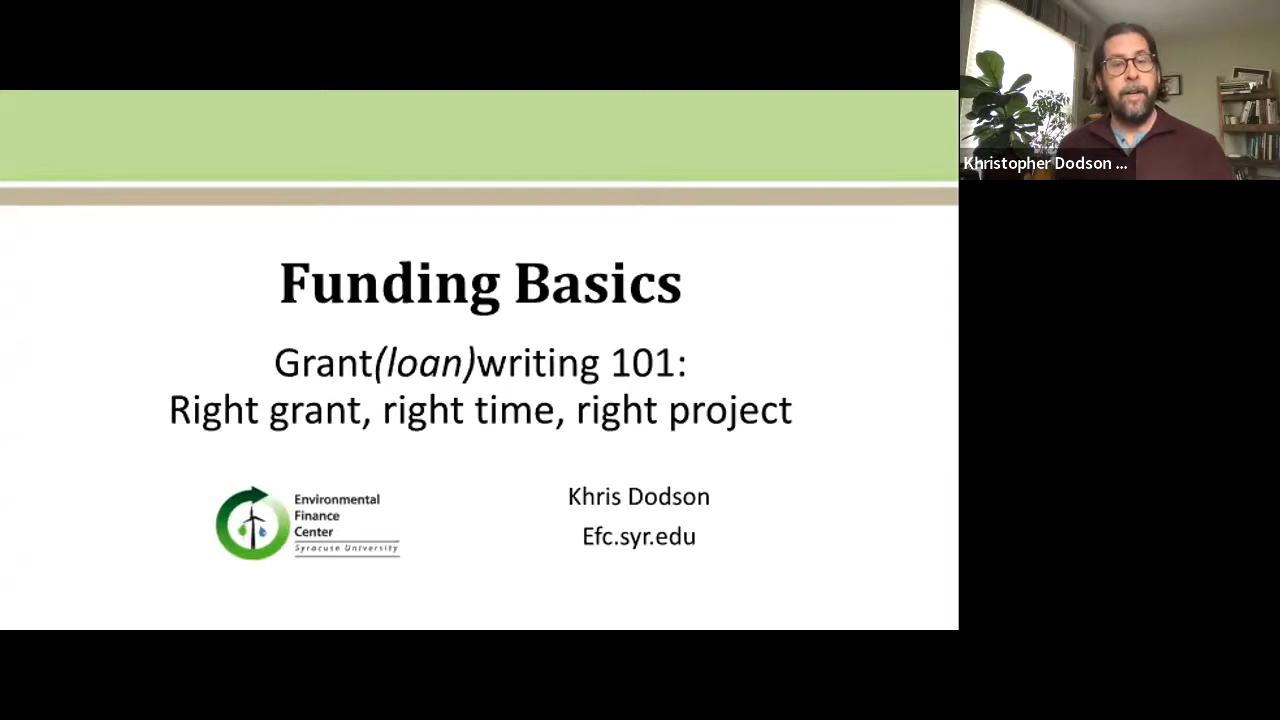 Funding Basics
Grant(loan)writing 101:
Right grant, right time, right project
Environmental
Finance
Center
Syracuse University
Khris Dodson
Efc.syr.edu
Khristopher Dodson ...